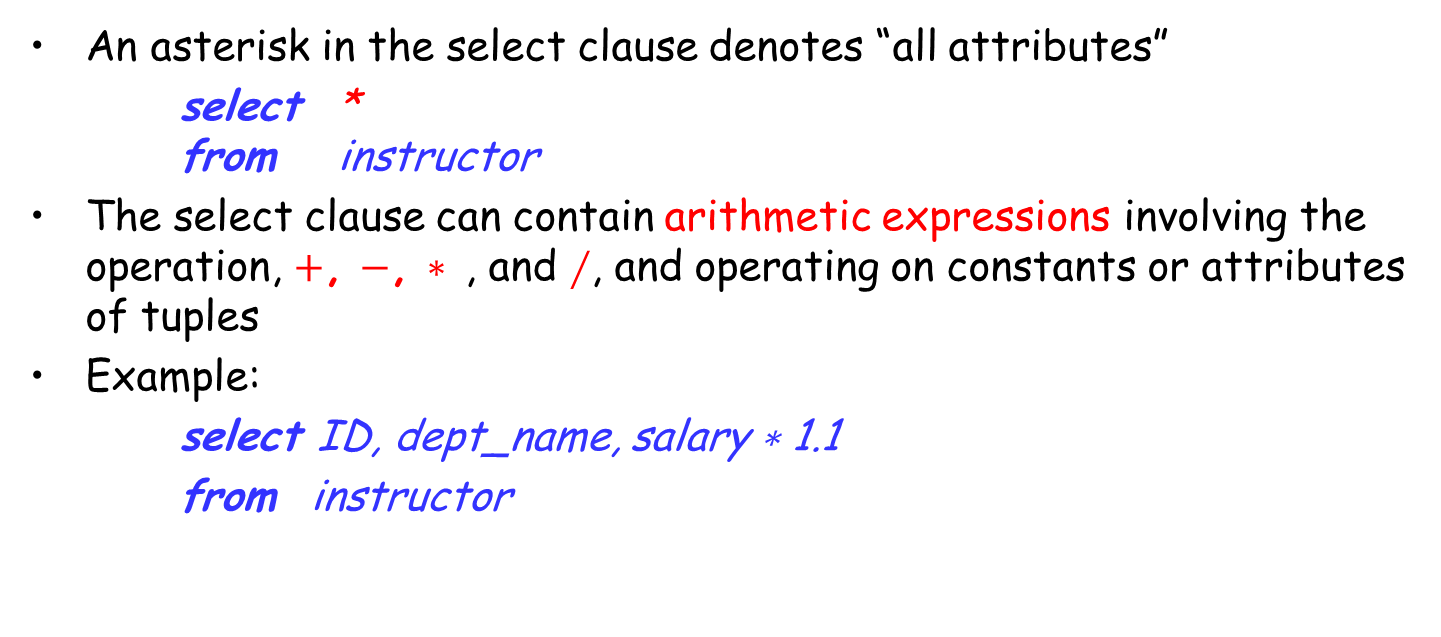 • An asterisk in the select clause denotes “all attributes”
select *
from instructor
• The select clause can contain arithmetic expressions involving the
operation, +, −, ∗ , and /, and operating on constants or attributes
of tuples
• Example:
select ID, dept_name, salary ∗ 1.1
from instructor